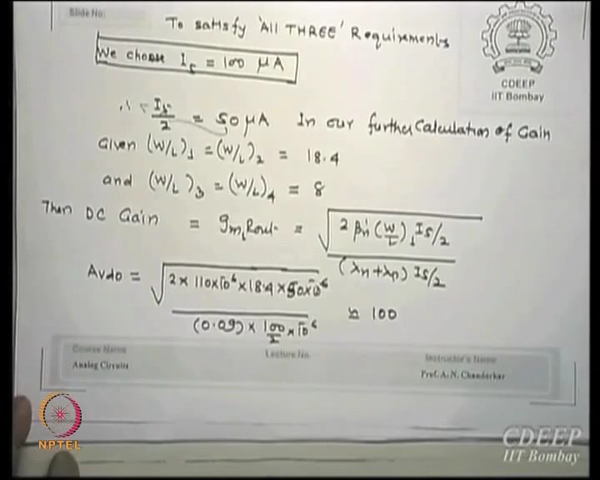 Slide No:
To Satisfy 'All THREE' Requirements
We choose Is = 100 μA
CDEEP
IIT Bombay
∴ Is/2 = 50 μA In our further Calculation of Gain
Given (W/L)1 = (W/L)2 = 18.4
and (W/L)3 = (W/L)4 = 8
Then DC Gain = gm1 Rout = √(2 βn' (W/L)1 Is/2) / (λn+λp) Is/2
Avdo = √(2 × 110×10⁻⁶ × 18.4 × 50×10⁻⁶) / (0.09) × 100/2 × 10⁻⁶ ≈ 100
Course Name
Lecture No.
Instructor's Name
Analog Circuits
Prof. A. N. Chandorkar
NPTEL
CDEEP
IIT Bombay